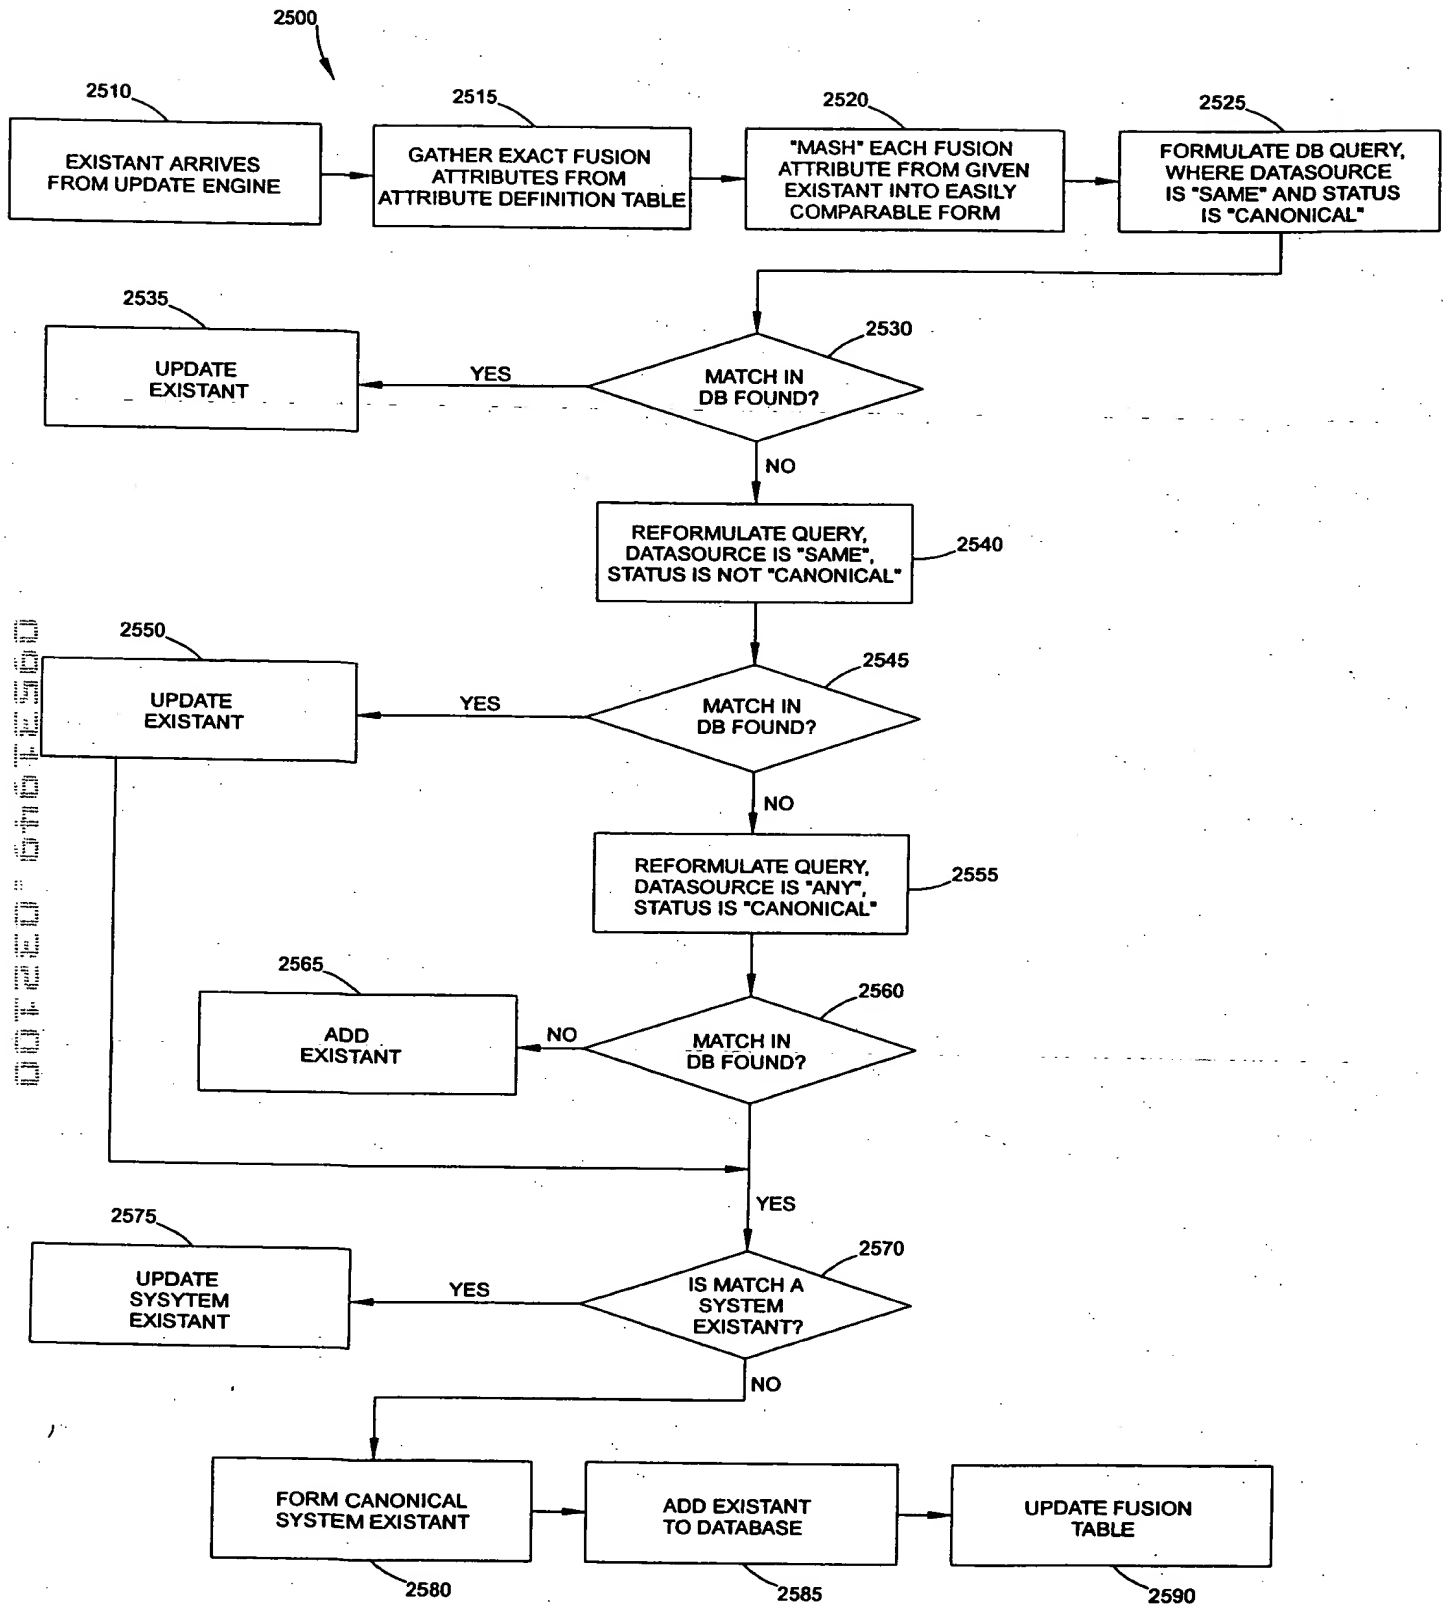 2500
2510
EXISTANT ARRIVES
FROM UPDATE ENGINE
2515
GATHER EXACT FUSION
ATTRIBUTES FROM
ATTRIBUTE DEFINITION TABLE
2520
"MASH" EACH FUSION
ATTRIBUTE FROM GIVEN
EXISTANT INTO EASILY
COMPARABLE FORM
2525
FORMULATE DB QUERY,
WHERE DATASOURCE
IS "SAME" AND STATUS
IS "CANONICAL"
2535
UPDATE
EXISTANT
YES
2530
MATCH IN
DB FOUND?
NO
REFORMULATE QUERY,
DATASOURCE IS "SAME",
STATUS IS NOT "CANONICAL"
2540
2550
UPDATE
EXISTANT
YES
2545
MATCH IN
DB FOUND?
NO
REFORMULATE QUERY,
DATASOURCE IS "ANY",
STATUS IS "CANONICAL"
2555
2565
ADD
EXISTANT
NO
2560
MATCH IN
DB FOUND?
YES
2575
UPDATE
SYSYTEM
EXISTANT
YES
2570
IS MATCH A
SYSTEM
EXISTANT?
NO
FORM CANONICAL
SYSTEM EXISTANT
2580
ADD EXISTANT
TO DATABASE
2585
UPDATE FUSION
TABLE
2590